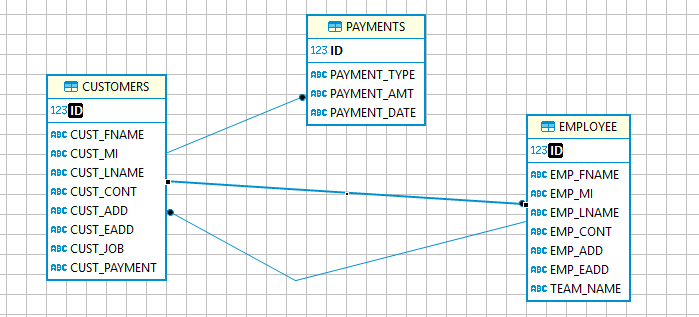 PAYMENTS
123 ID
ABC PAYMENT_TYPE
ABC PAYMENT_AMT
ABC PAYMENT_DATE
CUSTOMERS
123 ID
ABC CUST_FNAME
ABC CUST_MI
ABC CUST_LNAME
ABC CUST_CONT
ABC CUST_ADD
ABC CUST_EADD
ABC CUST_JOB
ABC CUST_PAYMENT
EMPLOYEE
123 ID
ABC EMP_FNAME
ABC EMP_MI
ABC EMP_LNAME
ABC EMP_CONT
ABC EMP_ADD
ABC EMP_EADD
ABC TEAM_NAME